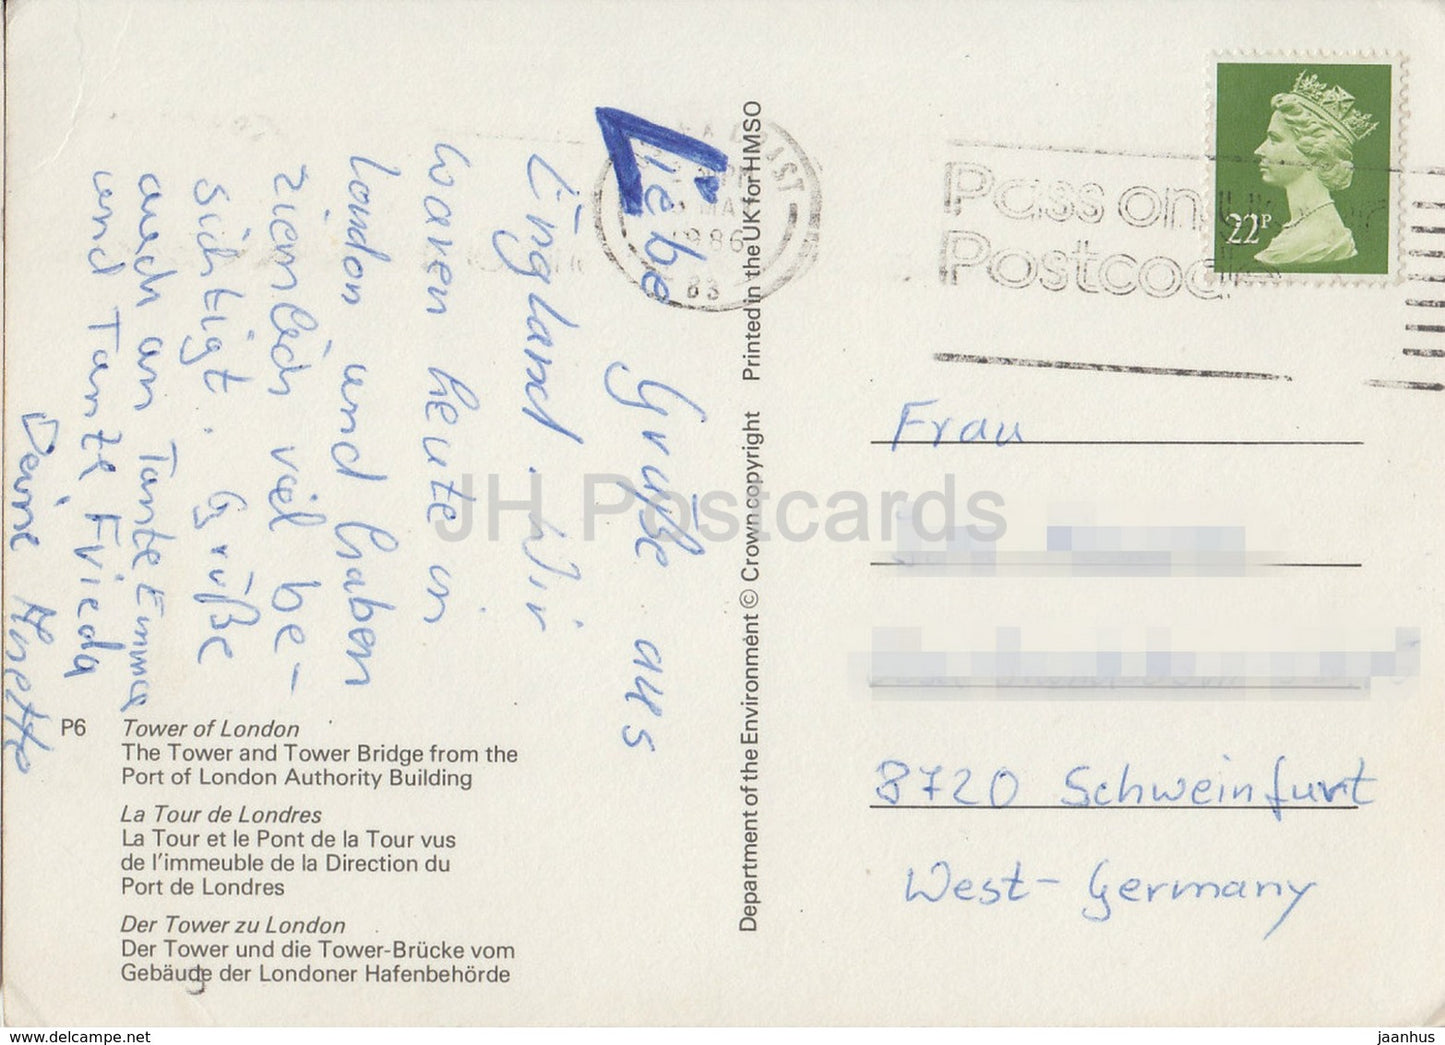 Liebe Grüße aus
England. Wir
waren heute in
London und haben
ziemlich viel be-
sichtigt. Grüße
auch an Tante Emma
und Tante Frieda
Deine
P6
Tower of London
The Tower and Tower Bridge from the
Port of London Authority Building
La Tour de Londres
La Tour et le Pont de la Tour vus
de l'immeuble de la Direction du
Port de Londres
Der Tower zu London
Der Tower und die Tower-Brücke vom
Gebäude der Londoner Hafenbehörde
Department of the Environment © Crown copyright Printed in the UK for HMSO
1986
83
Pass on
Postcod
22P
Frau
8720 Schweinfurt
West-Germany
JH Postcards
www.delcampe.net
jaanhus